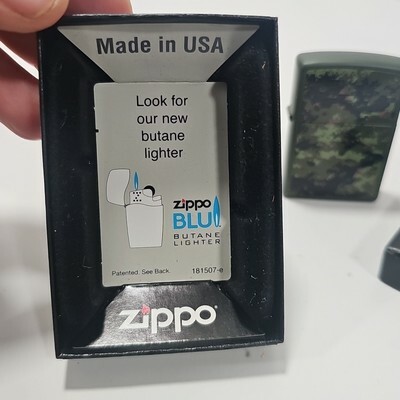 Made in USA
Look for
our new
butane
lighter
zippo
BLU
BUTANE
LIGHTER
Patented. See Back. 181507-e
zippo